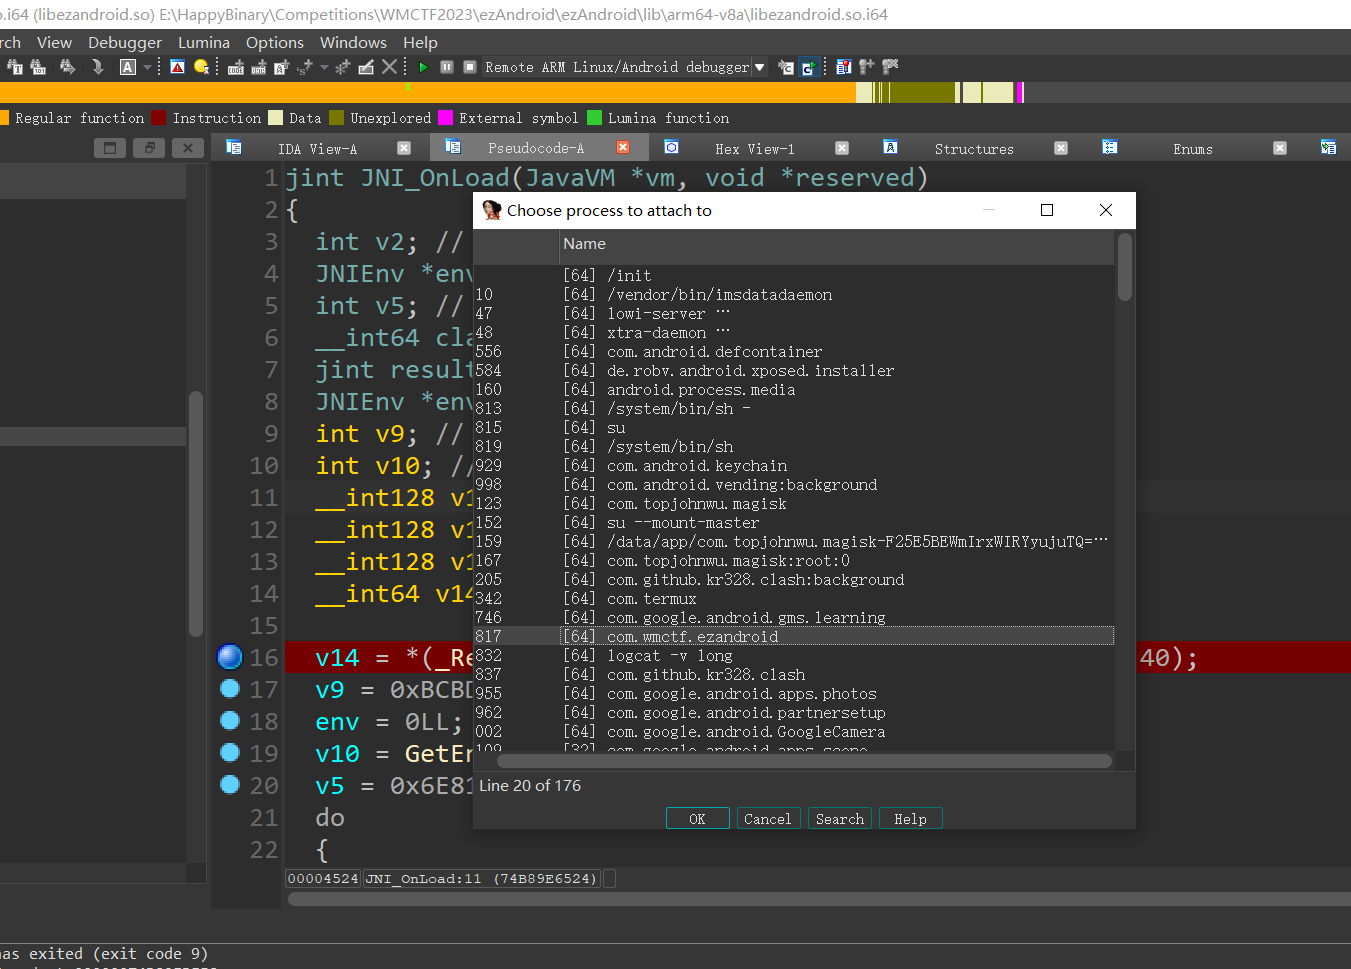 o.i64 (libezandroid.so) E:\HappyBinary\Competitions\WMCTF2023\ezAndroid\ezAndroid\lib\arm64-v8a\libezandroid.so.i64
rch View Debugger Lumina Options Windows Help
Remote ARM Linux/Android debugger
Regular function Instruction Data Unexplored External symbol Lumina function
IDA View-A Pseudocode-A Hex View-1 Structures Enums
1 jint JNI_OnLoad(JavaVM *vm, void *reserved)
2 {
3 int v2; //
4 JNIEnv *env
5 int v5; //
6 __int64 cla
7 jint result
8 JNIEnv *env
9 int v9; //
10 int v10; //
11 __int128 v1
12 __int128 v1
13 __int128 v1
14 __int64 v14
15
16 v14 = *(_Re 40);
17 v9 = 0xBCBD
18 env = 0LL;
19 v10 = GetEn
20 v5 = 0x6E81
21 do
22 {
Choose process to attach to
Name
[64] /init
10 [64] /vendor/bin/imsdatadaemon
47 [64] lowi-server …
48 [64] xtra-daemon …
556 [64] com.android.defcontainer
584 [64] de.robv.android.xposed.installer
160 [64] android.process.media
813 [64] /system/bin/sh -
815 [64] su
819 [64] /system/bin/sh
929 [64] com.android.keychain
998 [64] com.android.vending:background
123 [64] com.topjohnwu.magisk
152 [64] su --mount-master
159 [64] /data/app/com.topjohnwu.magisk-F25E5BEWmIrxWIRYyujuTQ=…
167 [64] com.topjohnwu.magisk:root:0
205 [64] com.github.kr328.clash:background
342 [64] com.termux
746 [64] com.google.android.gms.learning
817 [64] com.wmctf.ezandroid
832 [64] logcat -v long
837 [64] com.github.kr328.clash
955 [64] com.google.android.apps.photos
962 [64] com.google.android.partnersetup
002 [64] com.google.android.GoogleCamera
109 [32] com.google.android.apps.scone
Line 20 of 176
OK Cancel Search Help
00004524 JNI_OnLoad:11 (74B89E6524)
has exited (exit code 9)